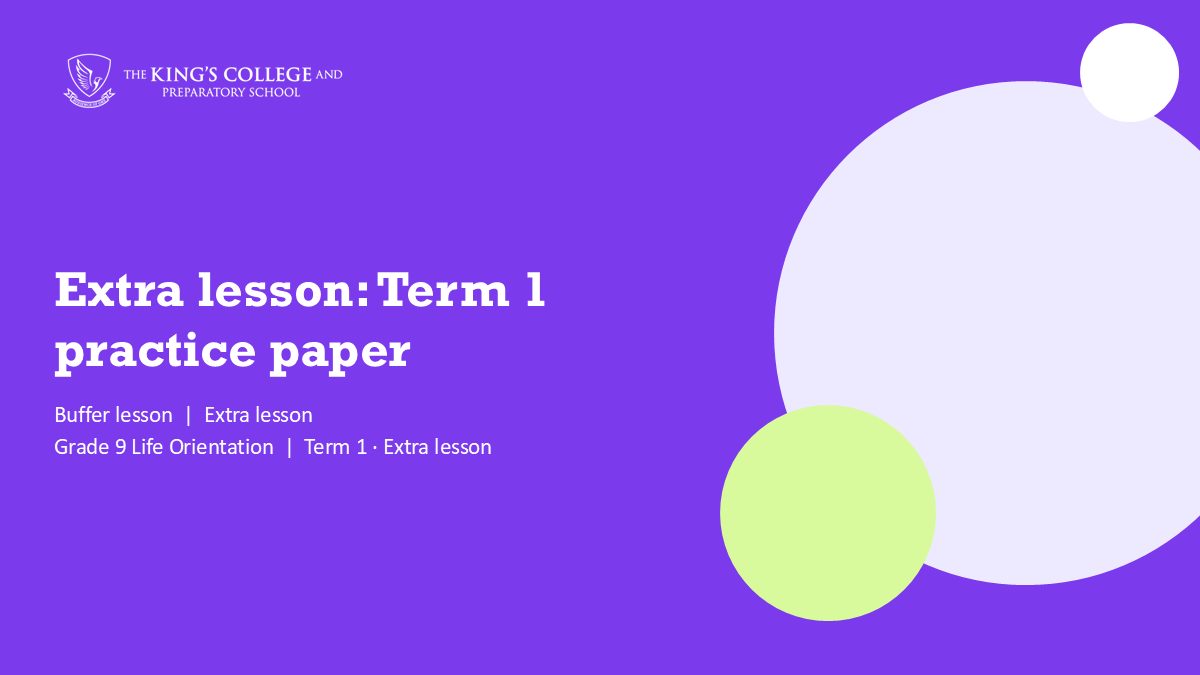 THE KING'S COLLEGE AND
PREPARATORY SCHOOL
Extra lesson: Term 1
practice paper
Buffer lesson | Extra lesson
Grade 9 Life Orientation | Term 1 · Extra lesson